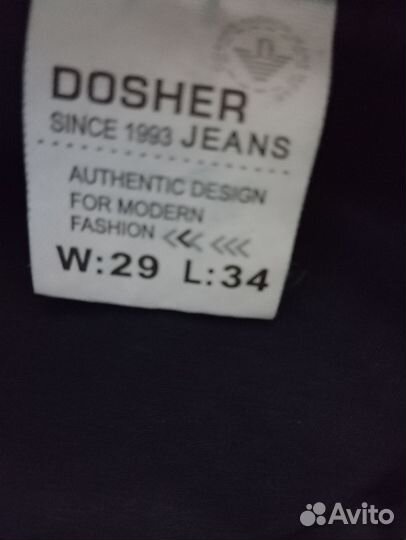 DOSHER
SINCE 1993 JEANS
AUTHENTIC DESIGN
FOR MODERN
FASHION <<< <<<
W:29 L:34
Avito